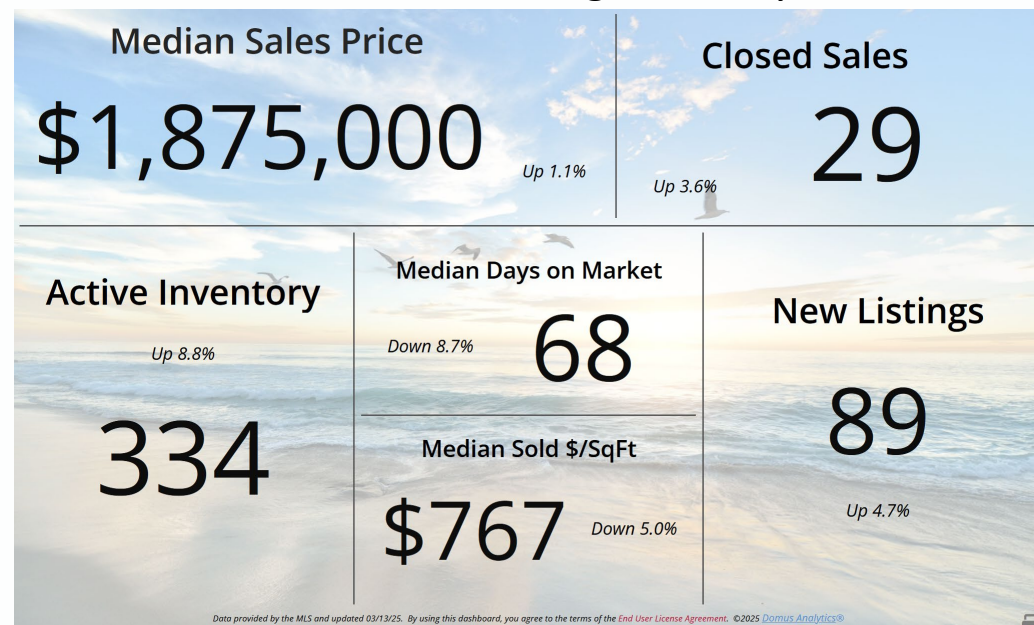 Median Sales Price
$1,875,000
Up 1.1%
Closed Sales
29
Up 3.6%
Active Inventory
Up 8.8%
334
Median Days on Market
Down 8.7%
68
Median Sold $/SqFt
$767
Down 5.0%
New Listings
89
Up 4.7%
Data provided by the MLS and updated 03/13/25. By using this dashboard, you agree to the terms of the End User License Agreement. ©2025 Domus Analytics®